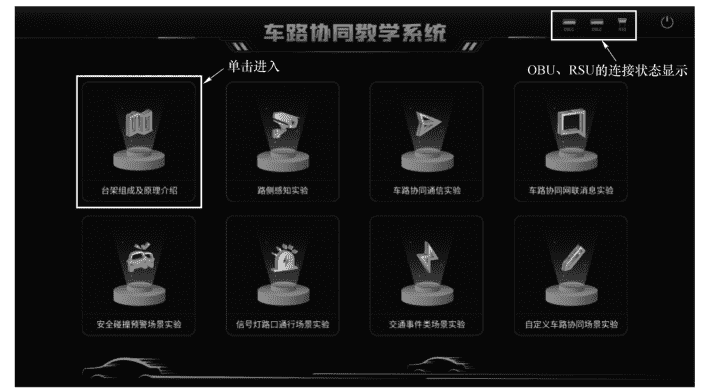 车路协同教学系统
单击进入
OBU、RSU的连接状态显示
台架组成及原理介绍
路侧感知实验
车路协同通信实验
车路协同网联消息实验
安全碰撞预警场景实验
信号灯路口通行场景实验
交通事件类场景实验
自定义车路协同场景实验